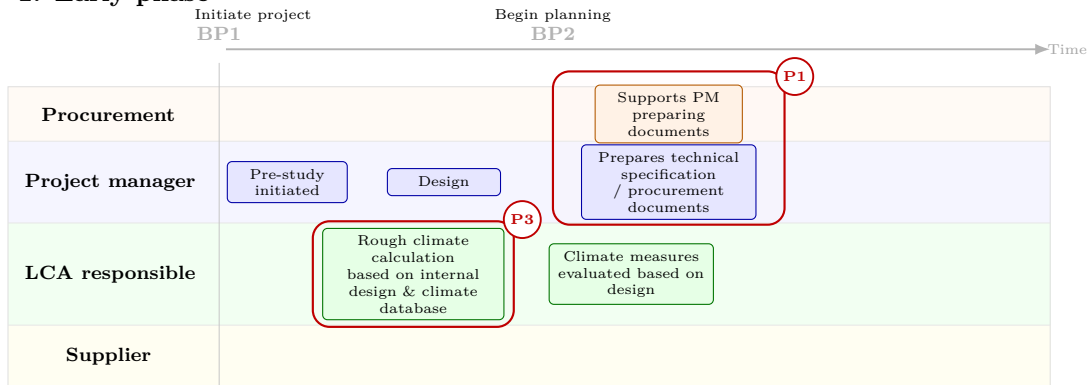 1. Early phase
Initiate project
BP1
Begin planning
BP2
Time
P1
Procurement
Supports PM
preparing
documents
Project manager
Pre-study
initiated
Design
Prepares technical
specification
/ procurement
documents
P3
LCA responsible
Rough climate
calculation
based on internal
design & climate
database
Climate measures
evaluated based on
design
Supplier